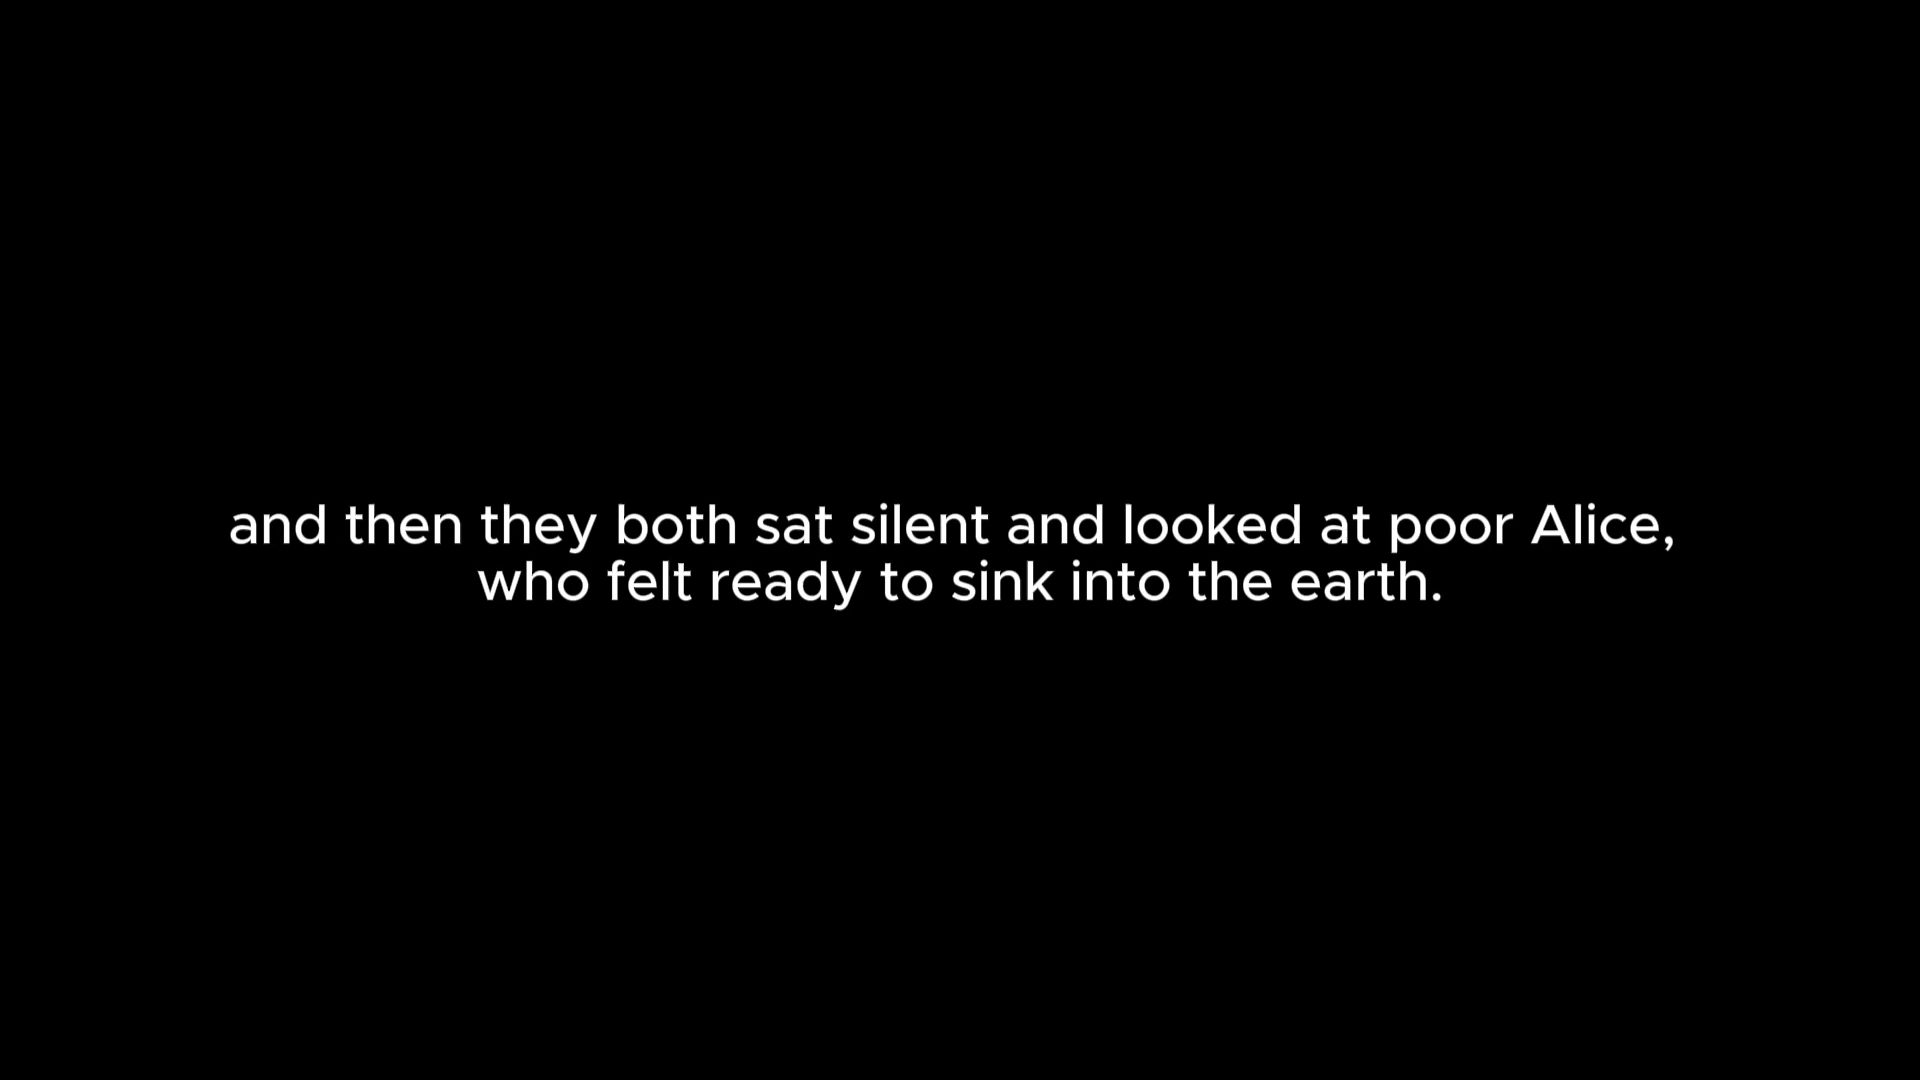 and then they both sat silent and looked at poor Alice,
who felt ready to sink into the earth.